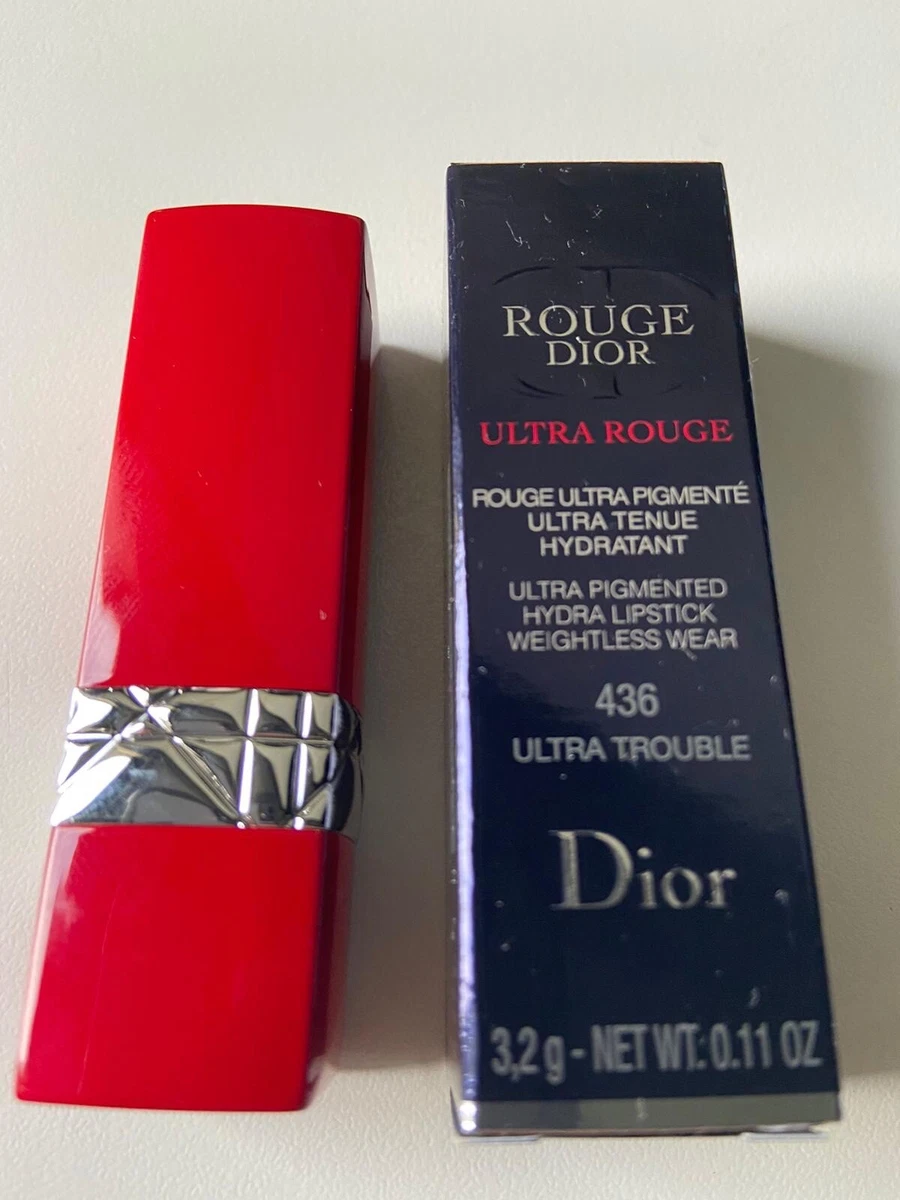 ROUGE
DIOR
ULTRA ROUGE
ROUGE ULTRA PIGMENTÉ
ULTRA TENUE
HYDRATANT
ULTRA PIGMENTED
HYDRA LIPSTICK
WEIGHTLESS WEAR
436
ULTRA TROUBLE
Dior
3,2 g - NET WT. 0.11 OZ